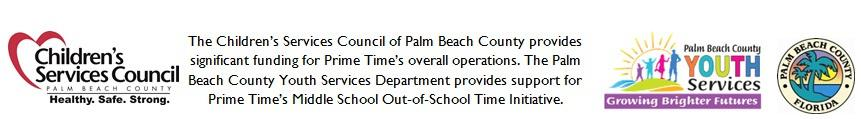 Children's
Services Council
PALM BEACH COUNTY
Healthy. Safe. Strong.
The Children's Services Council of Palm Beach County provides
significant funding for Prime Time's overall operations. The Palm
Beach County Youth Services Department provides support for
Prime Time's Middle School Out-of-School Time Initiative.
Palm Beach County
YOUTH
Services
Growing Brighter Futures
PALM BEACH COUNTY
FLORIDA